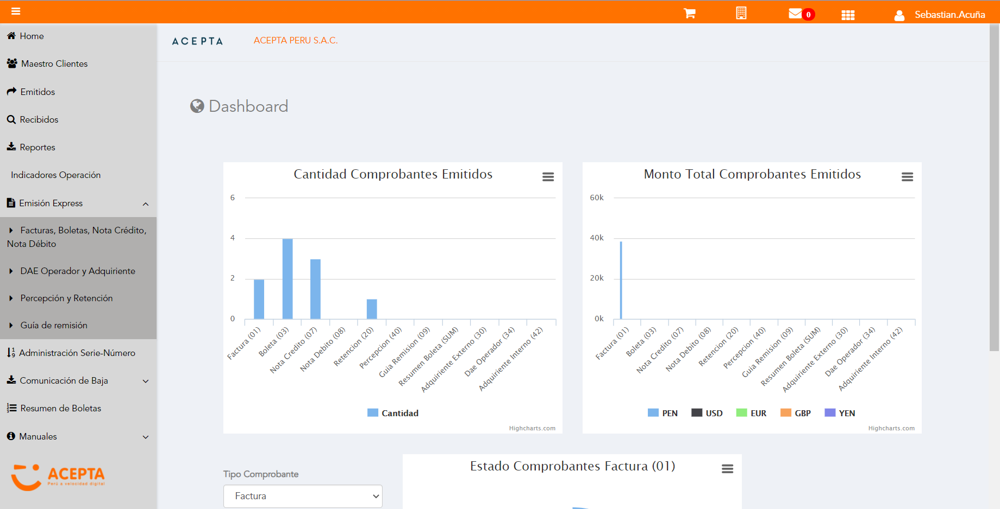 0
Sebastian.Acuña
Home
Maestro Clientes
Emitidos
Recibidos
Reportes
Indicadores Operación
Emisión Express
Facturas, Boletas, Nota Crédito,
Nota Débito
DAE Operador y Adquiriente
Percepción y Retención
Guía de remisión
Administración Serie-Número
Comunicación de Baja
Resumen de Boletas
Manuales
ACEPTA
Perú a velocidad digital
ACEPTA
ACEPTA PERU S.A.C.
Dashboard
Cantidad Comprobantes Emitidos
6
4
2
0
Factura (01)
Boleta (03)
Nota Credito (07)
Nota Debito (08)
Retencion (20)
Percepcion (40)
Guia Remision (09)
Resumen Boleta (SUM)
Adquiriente Externo (30)
Dae Operador (34)
Adquiriente Interno (42)
Cantidad
Highcharts.com
Monto Total Comprobantes Emitidos
60k
40k
20k
0k
Factura (01)
Boleta (03)
Nota Credito (07)
Nota Debito (08)
Retencion (20)
Percepcion (40)
Guia Remision (09)
Resumen Boleta (SUM)
Adquiriente Externo (30)
Dae Operador (34)
Adquiriente Interno (42)
PEN USD EUR GBP YEN
Highcharts.com
Tipo Comprobante
Factura
Estado Comprobantes Factura (01)